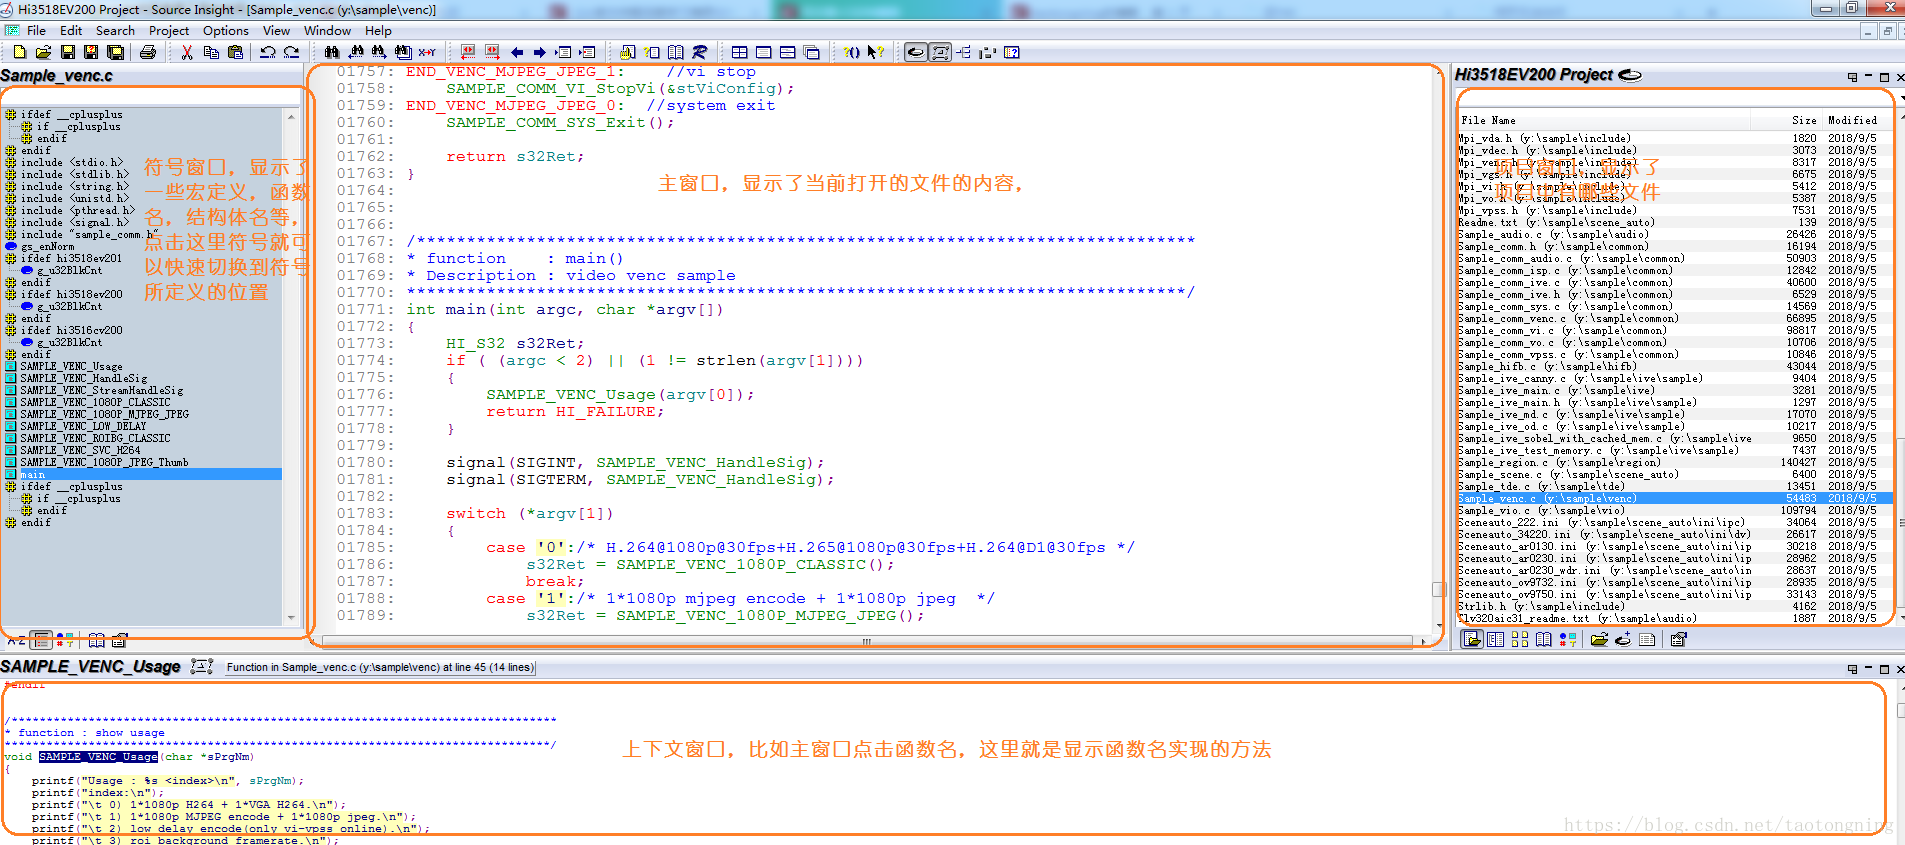 Hi3518EV200 Project - Source Insight - [Sample_venc.c (y:\sample\venc)]
File Edit Search Project Options View Window Help
Sample_venc.c
ifdef __cplusplus
if __cplusplus
endif
endif
include <stdio.h>
include <stdlib.h>
include <string.h>
include <unistd.h>
include <pthread.h>
include <signal.h>
include "sample_comm.h"
gs_enNorm
ifdef hi3518ev201
g_u32BlkCnt
endif
ifdef hi3518ev200
g_u32BlkCnt
endif
ifdef hi3516cv200
g_u32BlkCnt
endif
SAMPLE_VENC_Usage
SAMPLE_VENC_HandleSig
SAMPLE_VENC_StreamHandleSig
SAMPLE_VENC_1080P_CLASSIC
SAMPLE_VENC_1080P_MJPEG_JPEG
SAMPLE_VENC_LOW_DELAY
SAMPLE_VENC_ROIBG_CLASSIC
SAMPLE_VENC_SVC_H264
SAMPLE_VENC_1080P_JPEG_Thumb
main
ifdef __cplusplus
if __cplusplus
endif
endif
符号窗口，显示了
一些宏定义，函数
名，结构体名等，
点击这里符号就可
以快速切换到符号
所定义的位置
01757: END_VENC_MJPEG_JPEG_1:    //vi stop
01758:     SAMPLE_COMM_VI_StopVi(&stViConfig);
01759: END_VENC_MJPEG_JPEG_0:  //system exit
01760:     SAMPLE_COMM_SYS_Exit();
01761:
01762:     return s32Ret;
01763: }
01764:
01765:
01766:
01767: /******************************************************************************
01768: * function    : main()
01769: * Description : video venc sample
01770: ******************************************************************************/
01771: int main(int argc, char *argv[])
01772: {
01773:     HI_S32 s32Ret;
01774:     if ( (argc < 2) || (1 != strlen(argv[1])))
01775:     {
01776:         SAMPLE_VENC_Usage(argv[0]);
01777:         return HI_FAILURE;
01778:     }
01779:
01780:     signal(SIGINT, SAMPLE_VENC_HandleSig);
01781:     signal(SIGTERM, SAMPLE_VENC_HandleSig);
01782:
01783:     switch (*argv[1])
01784:     {
01785:         case '0':/* H.264@1080p@30fps+H.265@1080p@30fps+H.264@D1@30fps */
01786:             s32Ret = SAMPLE_VENC_1080P_CLASSIC();
01787:             break;
01788:         case '1':/* 1*1080p mjpeg encode + 1*1080p jpeg  */
01789:             s32Ret = SAMPLE_VENC_1080P_MJPEG_JPEG();
主窗口，显示了当前打开的文件的内容，
Hi3518EV200 Project
File Name Size Modified
Mpi_vda.h (y:\sample\include) 1820 2018/9/5
Mpi_vdec.h (y:\sample\include) 3073 2018/9/5
Mpi_venc.h (y:\sample\include) 8317 2018/9/5
Mpi_vgs.h (y:\sample\include) 6675 2018/9/5
Mpi_vi.h (y:\sample\include) 5412 2018/9/5
Mpi_vo.h (y:\sample\include) 5387 2018/9/5
Mpi_vpss.h (y:\sample\include) 7531 2018/9/5
Readme.txt (y:\sample\scene_auto) 139 2018/9/5
Sample_audio.c (y:\sample\audio) 26426 2018/9/5
Sample_comm.h (y:\sample\common) 16194 2018/9/5
Sample_comm_audio.c (y:\sample\common) 50903 2018/9/5
Sample_comm_isp.c (y:\sample\common) 12842 2018/9/5
Sample_comm_ive.c (y:\sample\common) 40600 2018/9/5
Sample_comm_ive.h (y:\sample\common) 6529 2018/9/5
Sample_comm_sys.c (y:\sample\common) 14569 2018/9/5
Sample_comm_venc.c (y:\sample\common) 66895 2018/9/5
Sample_comm_vi.c (y:\sample\common) 98817 2018/9/5
Sample_comm_vo.c (y:\sample\common) 10706 2018/9/5
Sample_comm_vpss.c (y:\sample\common) 10846 2018/9/5
Sample_hifb.c (y:\sample\hifb) 43044 2018/9/5
Sample_ive_canny.c (y:\sample\ive\sample) 9404 2018/9/5
Sample_ive_main.c (y:\sample\ive) 3281 2018/9/5
Sample_ive_main.h (y:\sample\ive\sample) 1297 2018/9/5
Sample_ive_md.c (y:\sample\ive\sample) 17070 2018/9/5
Sample_ive_od.c (y:\sample\ive\sample) 10217 2018/9/5
Sample_ive_sobel_with_cached_mem.c (y:\sample\ive 9650 2018/9/5
Sample_ive_test_memory.c (y:\sample\ive\sample) 7437 2018/9/5
Sample_region.c (y:\sample\region) 140427 2018/9/5
Sample_scene.c (y:\sample\scene_auto) 6400 2018/9/5
Sample_tde.c (y:\sample\tde) 13451 2018/9/5
Sample_venc.c (y:\sample\venc) 54483 2018/9/5
Sample_vio.c (y:\sample\vio) 109794 2018/9/5
Sceneauto_222.ini (y:\sample\scene_auto\ini\ipc) 34064 2018/9/5
Sceneauto_34220.ini (y:\sample\scene_auto\ini\dv) 26617 2018/9/5
Sceneauto_ar0130.ini (y:\sample\scene_auto\ini\ip 30218 2018/9/5
Sceneauto_ar0230.ini (y:\sample\scene_auto\ini\ip 28962 2018/9/5
Sceneauto_ar0230_wdr.ini (y:\sample\scene_auto\in 28637 2018/9/5
Sceneauto_ov9732.ini (y:\sample\scene_auto\ini\ip 28935 2018/9/5
Sceneauto_ov9750.ini (y:\sample\scene_auto\ini\ip 33143 2018/9/5
Strlib.h (y:\sample\include) 4162 2018/9/5
Tlv320aic31_readme.txt (y:\sample\audio) 1887 2018/9/5
项目窗口，显示了
项目中有哪些文件
SAMPLE_VENC_Usage Function in Sample_venc.c (y:\sample\venc) at line 45 (14 lines)
#endif
/******************************************************************************
* function : show usage
******************************************************************************/
void SAMPLE_VENC_Usage(char *sPrgNm)
{
    printf("Usage : %s <index>\n", sPrgNm);
    printf("index:\n");
    printf("\t 0) 1*1080p H264 + 1*VGA H264.\n");
    printf("\t 1) 1*1080p MJPEG encode + 1*1080p jpeg.\n");
    printf("\t 2) low delay encode(only vi-vpss online).\n");
    printf("\t 3) roi background framerate.\n");
上下文窗口，比如主窗口点击函数名，这里就是显示函数名实现的方法
https://blog.csdn.net/taotongning